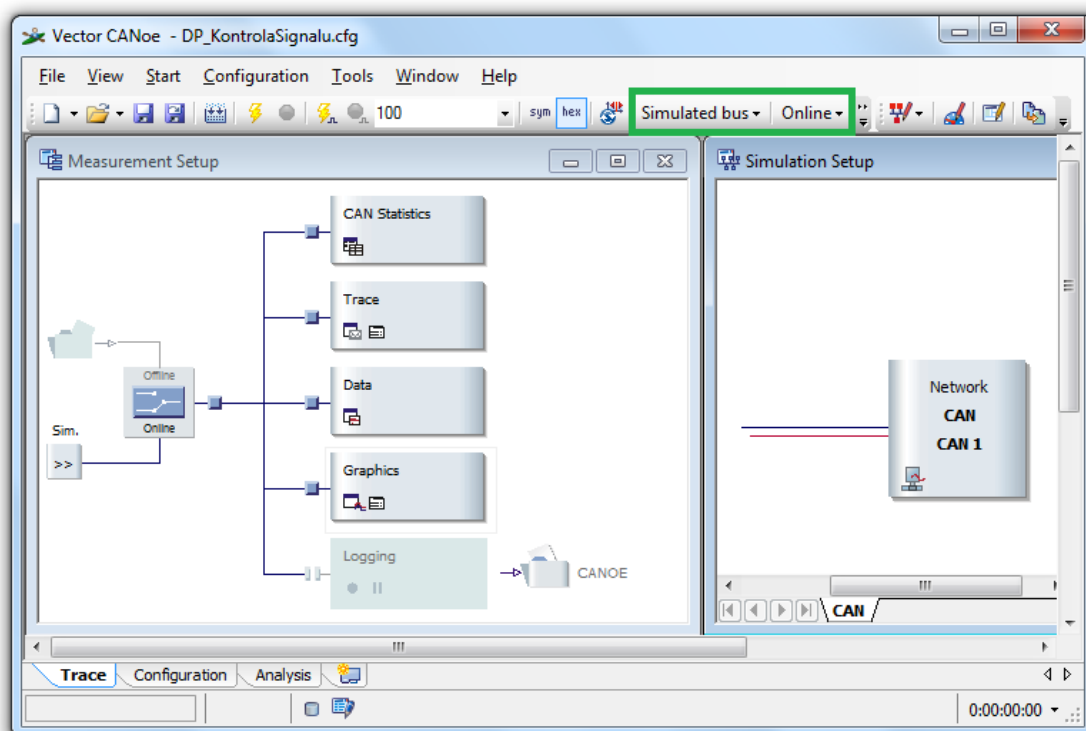 Vector CANoe - DP_KontrolaSignalu.cfg
File View Start Configuration Tools Window Help
100 sym hex Simulated bus Online
Measurement Setup
Simulation Setup
CAN Statistics
Trace
Offline
Data
Online
Network
CAN
CAN 1
Sim.
>>
Graphics
Logging
CANOE
CAN
Trace Configuration Analysis
0:00:00:00